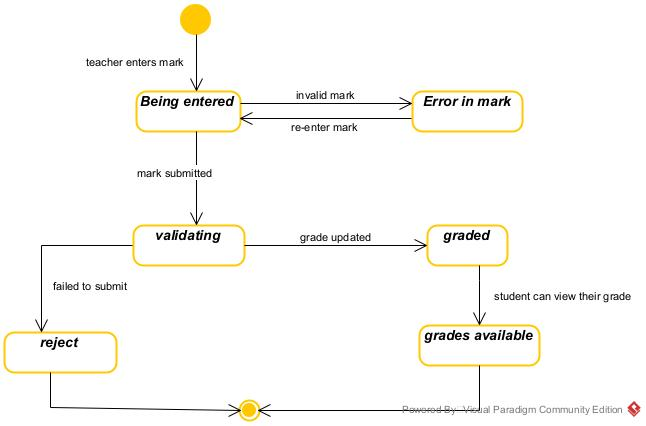 teacher enters mark
Being entered
invalid mark
Error in mark
re-enter mark
mark submitted
validating
grade updated
graded
failed to submit
student can view their grade
reject
grades available
Powered By: Visual Paradigm Community Edition